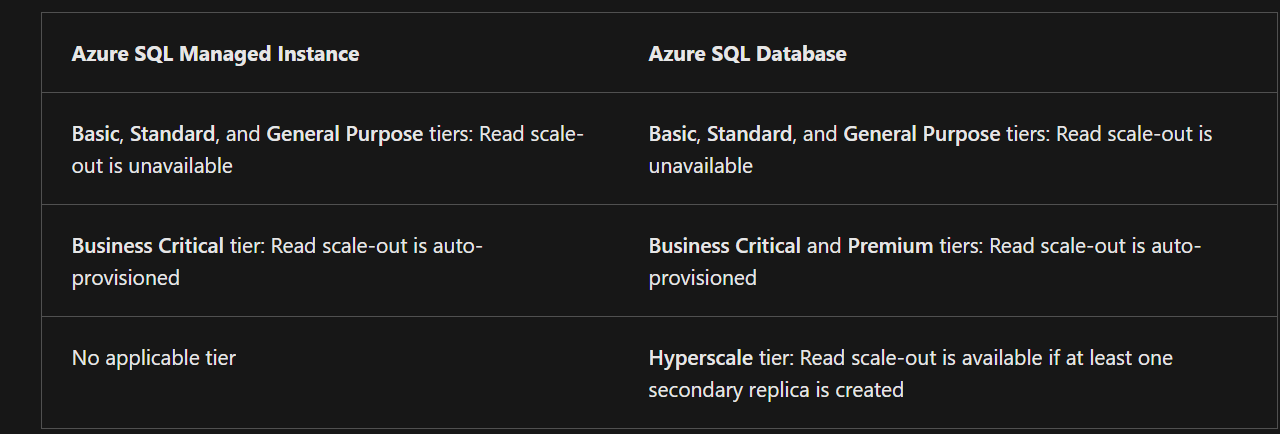 Azure SQL Managed Instance
Azure SQL Database
Basic, Standard, and General Purpose tiers: Read scale-
out is unavailable
Basic, Standard, and General Purpose tiers: Read scale-out is
unavailable
Business Critical tier: Read scale-out is auto-
provisioned
Business Critical and Premium tiers: Read scale-out is auto-
provisioned
No applicable tier
Hyperscale tier: Read scale-out is available if at least one
secondary replica is created